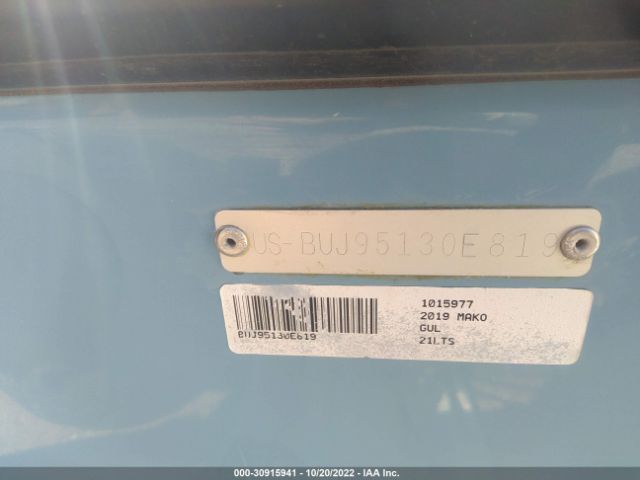 US-BUJ95130E819
BUJ95130E819
1015977
2019 MAKO
GUL
21LTS
000-30915941 - 10/20/2022 - IAA Inc.